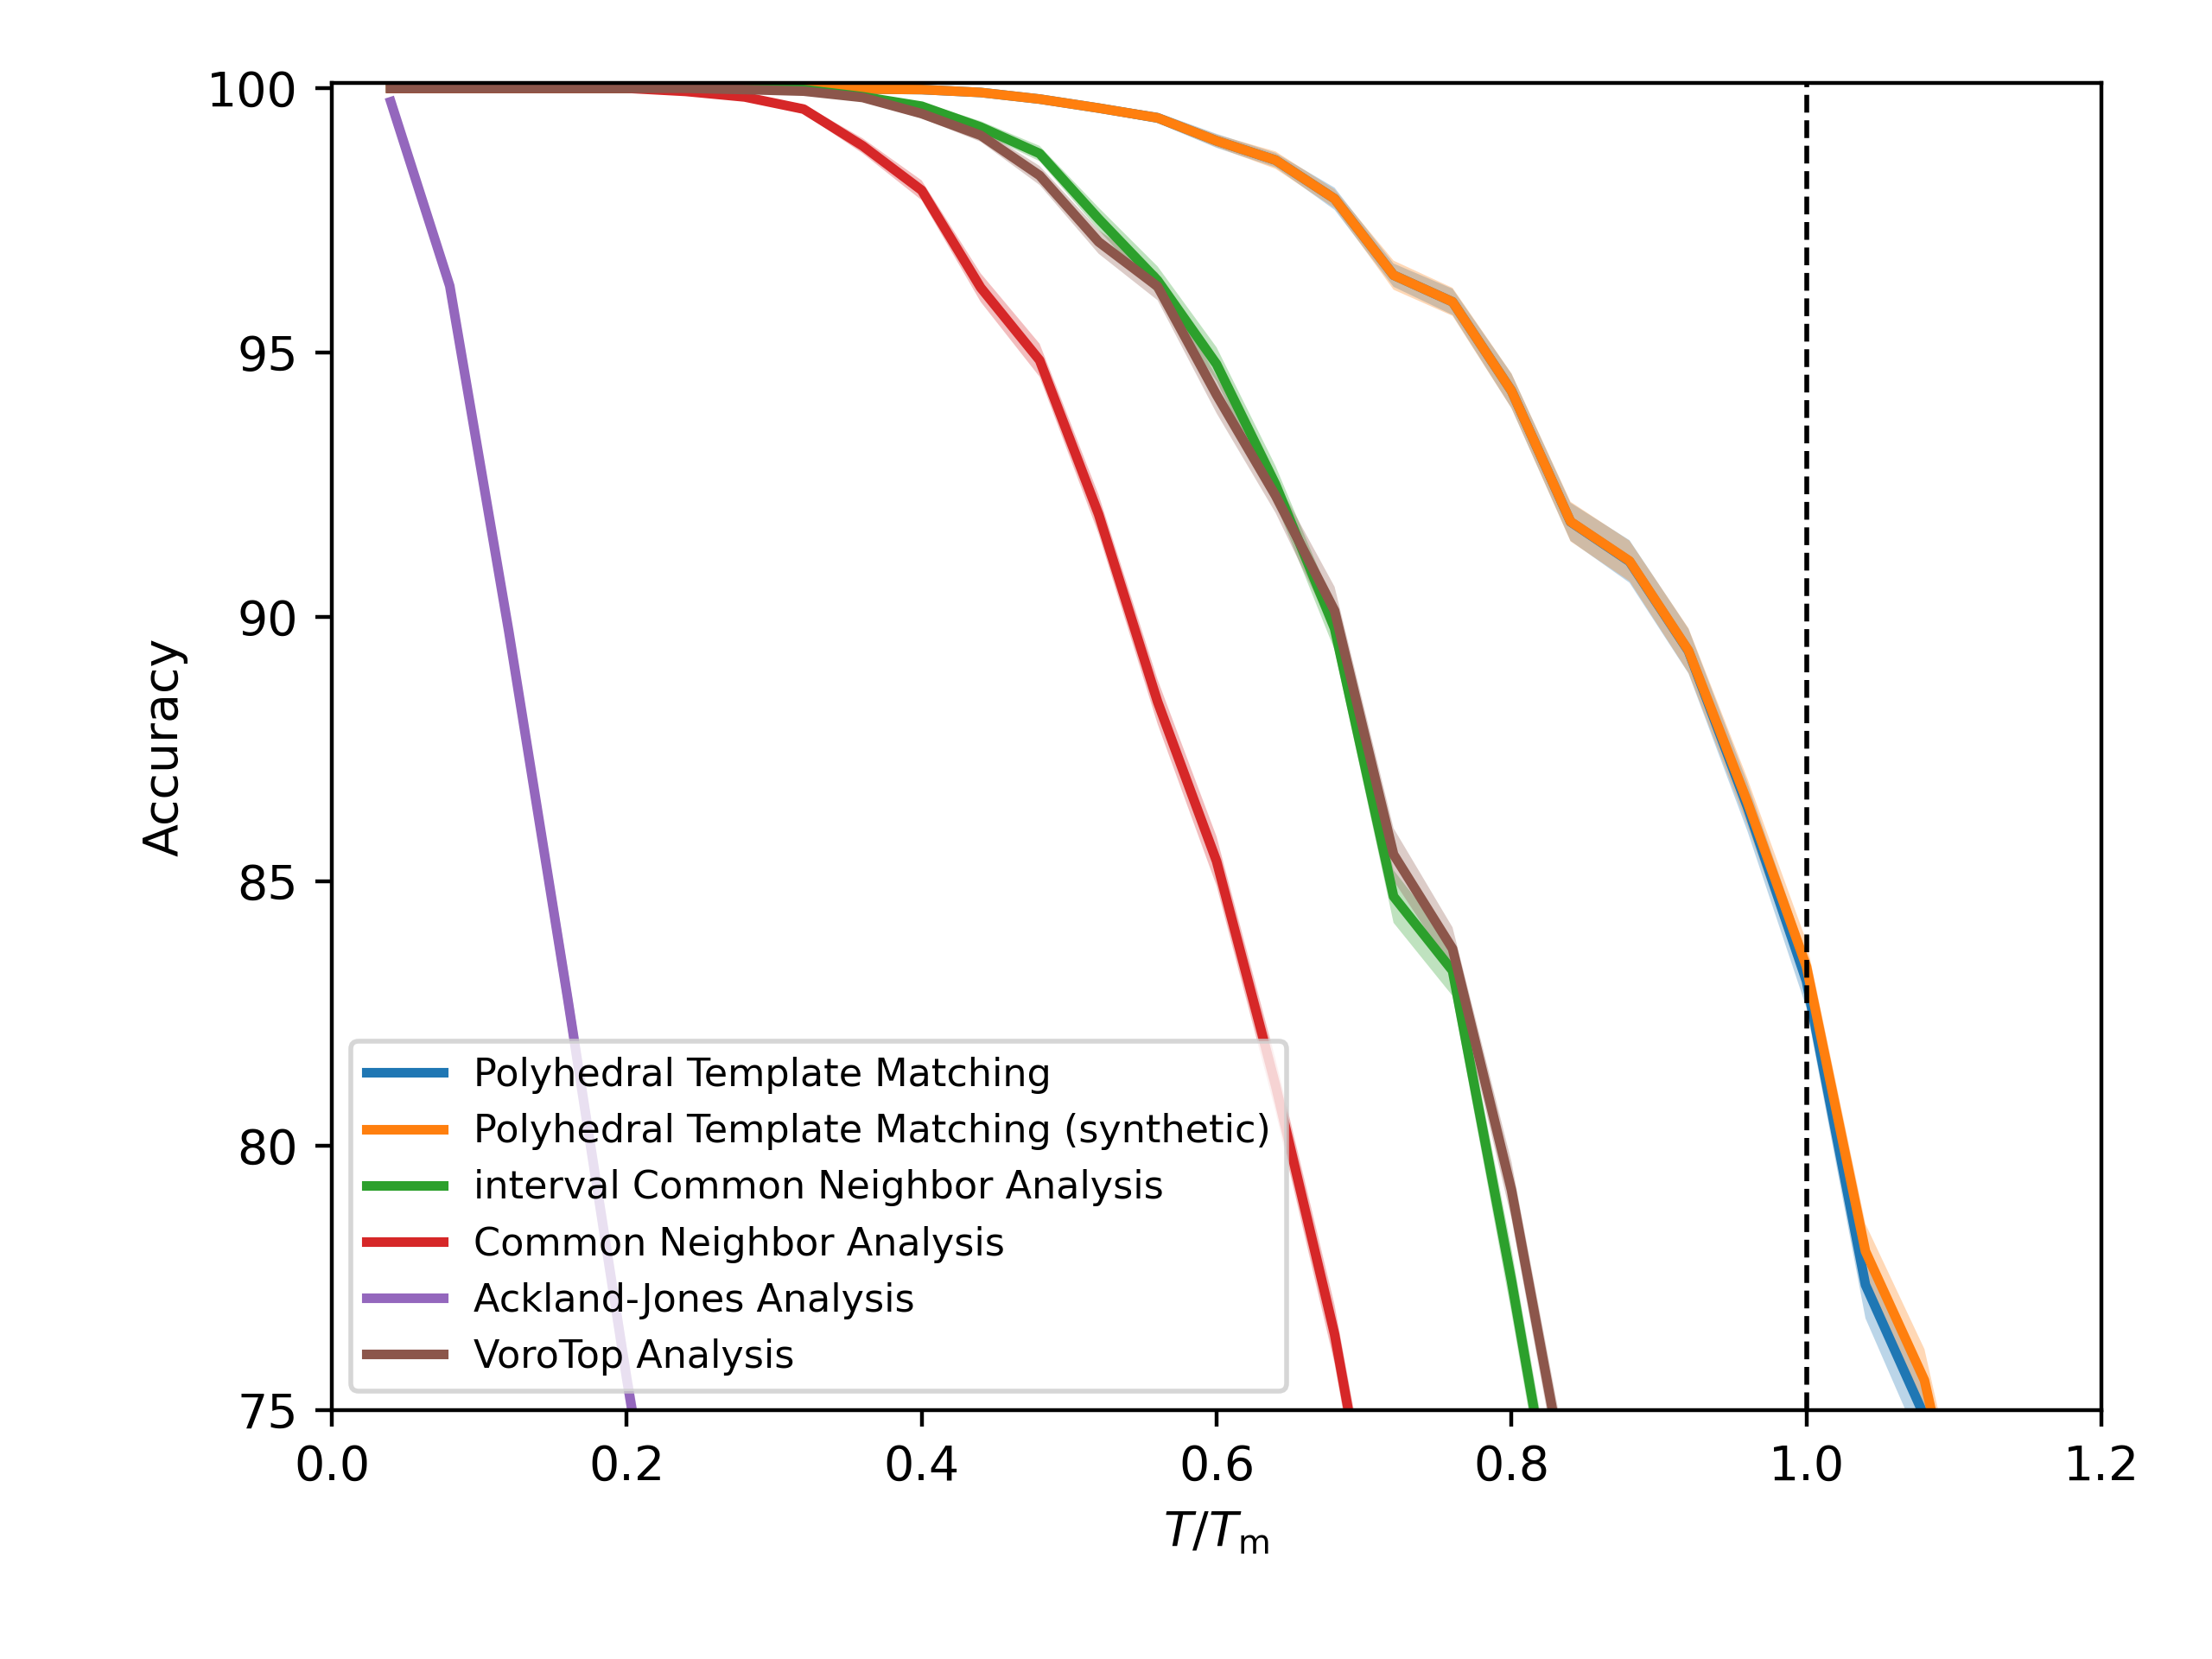 100
95
90
85
80
75
Accuracy
Polyhedral Template Matching
Polyhedral Template Matching (synthetic)
interval Common Neighbor Analysis
Common Neighbor Analysis
Ackland-Jones Analysis
VoroTop Analysis
0.0 0.2 0.4 0.6 0.8 1.0 1.2
T/Tm